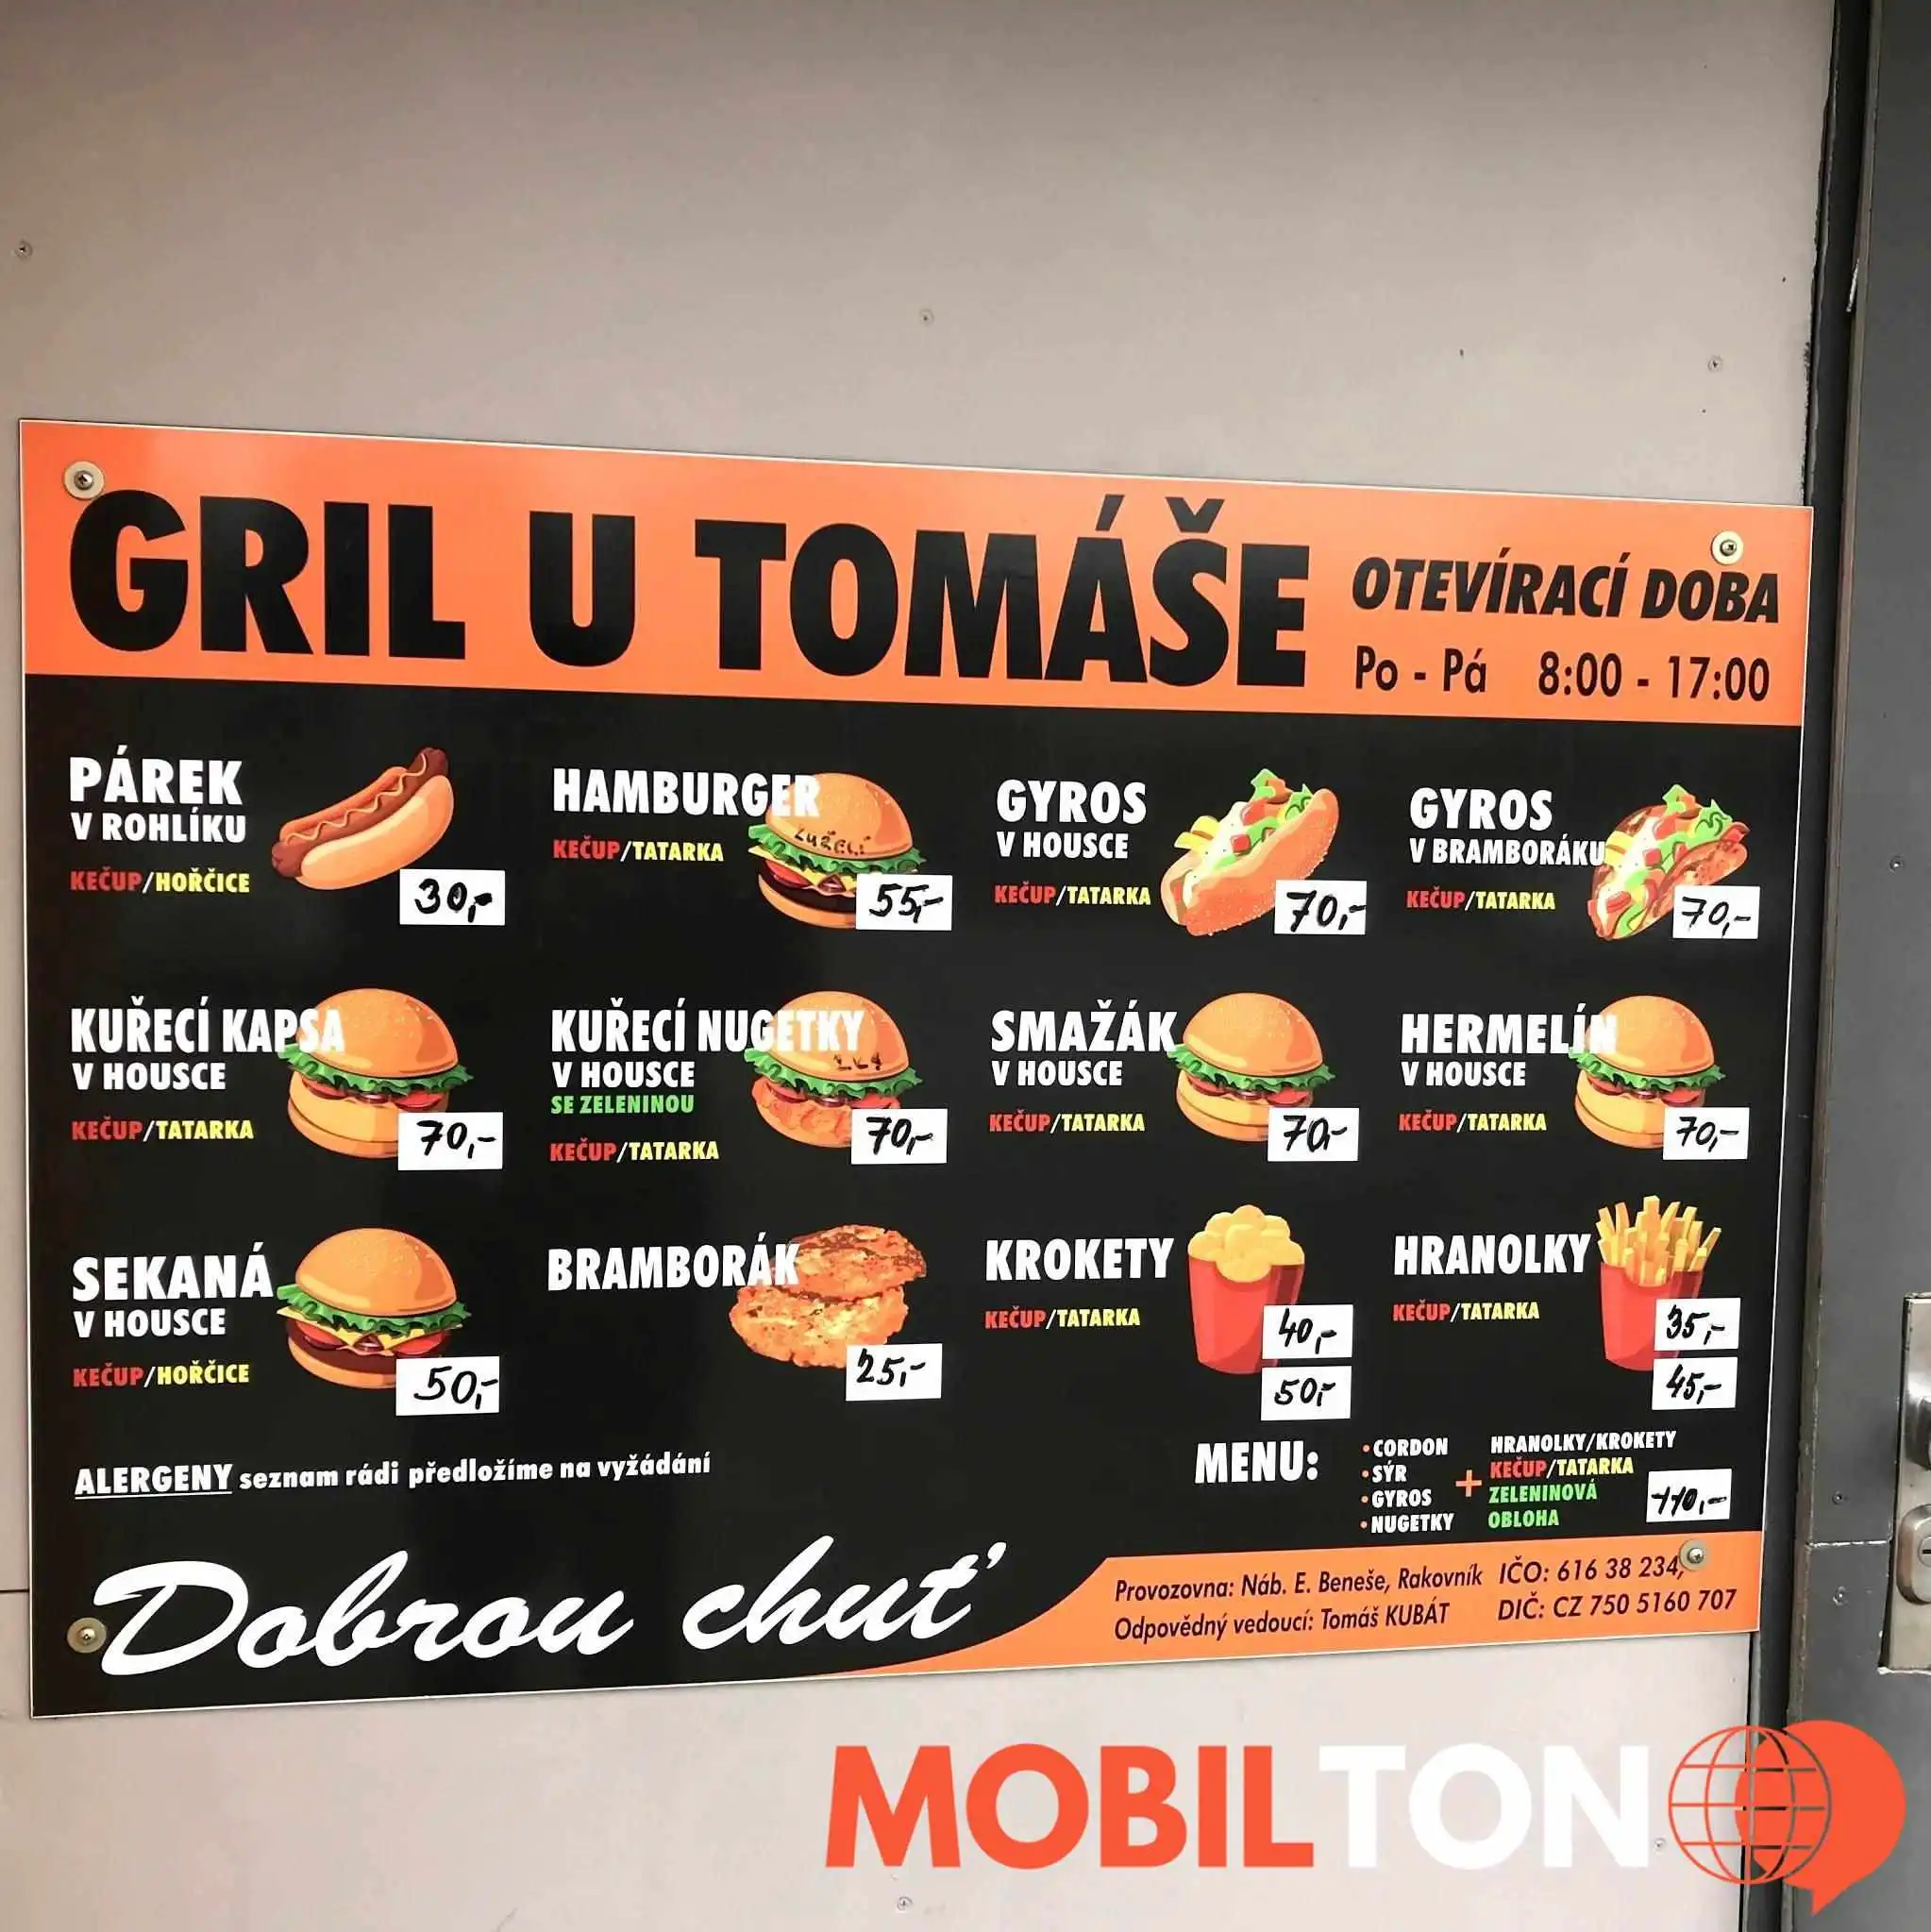 GRIL U TOMÁŠE
OTEVÍRACÍ DOBA
Po - Pá 8:00 - 17:00
PÁREK
V ROHLÍKU
KEČUP/HOŘČICE
30,-
HAMBURGER
KEČUP/TATARKA
55,-
GYROS
V HOUSCE
KEČUP/TATARKA
70,-
GYROS
V BRAMBORÁKU
KEČUP/TATARKA
70,-
KUŘECÍ KAPSA
V HOUSCE
KEČUP/TATARKA
70,-
KUŘECÍ NUGETKY
V HOUSCE
SE ZELENINOU
KEČUP/TATARKA
70,-
SMAŽÁK
V HOUSCE
KEČUP/TATARKA
70,-
HERMELÍN
V HOUSCE
KEČUP/TATARKA
70,-
SEKANÁ
V HOUSCE
KEČUP/HOŘČICE
50,-
BRAMBORÁK
25,-
KROKETY
KEČUP/TATARKA
40,-
50,-
HRANOLKY
KEČUP/TATARKA
35,-
45,-
ALERGENY seznam rádi předložíme na vyžádání
MENU:
•CORDON
•SÝR
•GYROS
•NUGETKY
+
HRANOLKY/KROKETY
KEČUP/TATARKA
ZELENINOVÁ
OBLOHA
110,-
Dobrou chuť
Provozovna: Náb. E. Beneše, Rakovník IČO: 616 38 234,
Odpovědný vedoucí: Tomáš KUBÁT DIČ: CZ 750 5160 707
MOBILTON